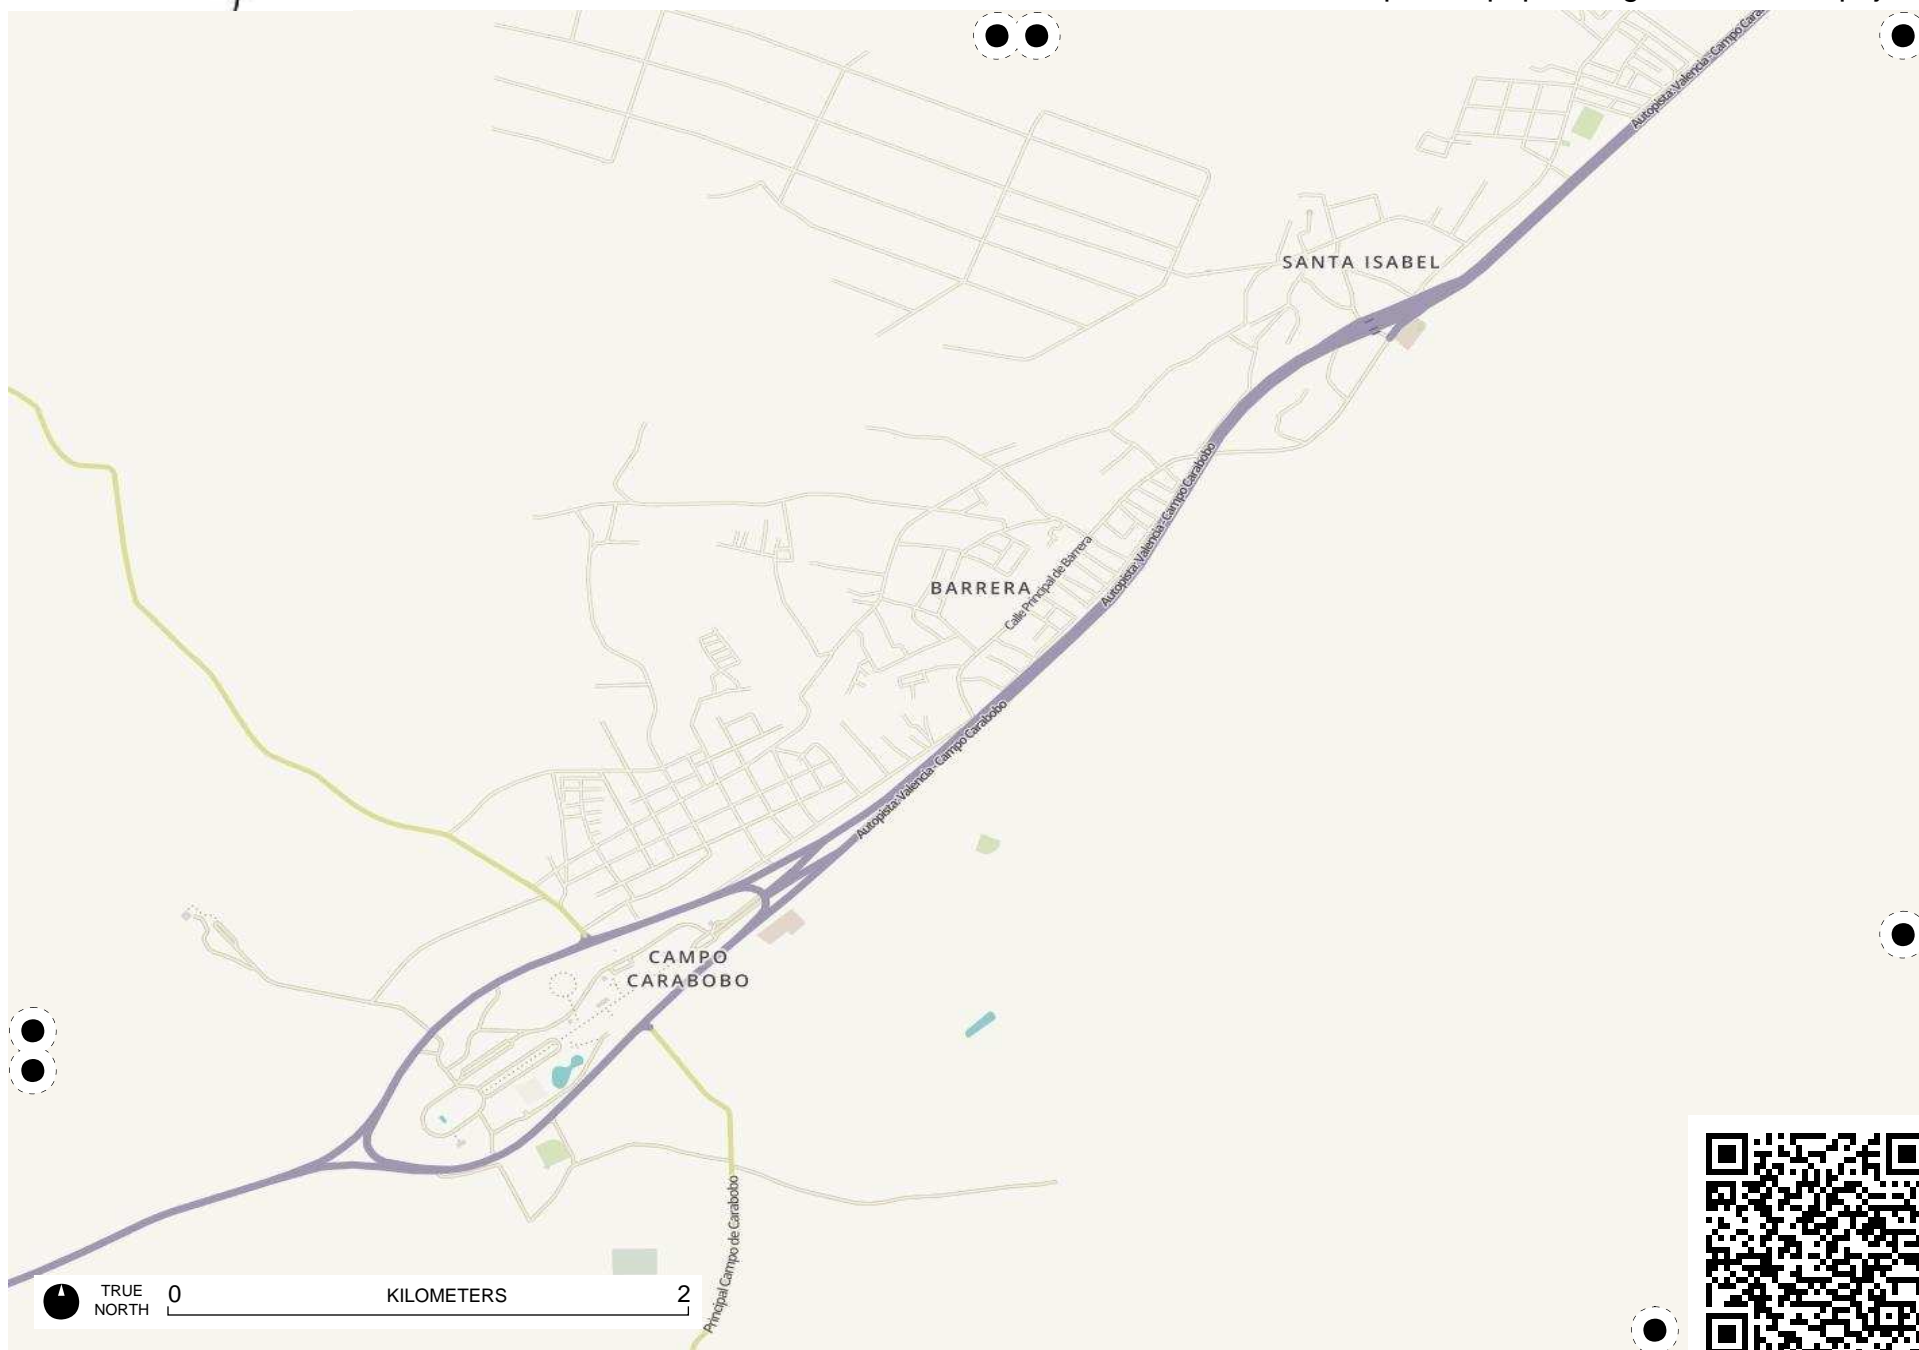 Autopista: Valencia - Campo Cara
SANTA ISABEL
Autopista: Valencia - Campo Carabobo
Calle Principal de Barrera
BARRERA
Autopista: Valencia - Campo Carabobo
CAMPO
CARABOBO
Principal Campo de Carabobo
TRUE
NORTH
0
KILOMETERS
2